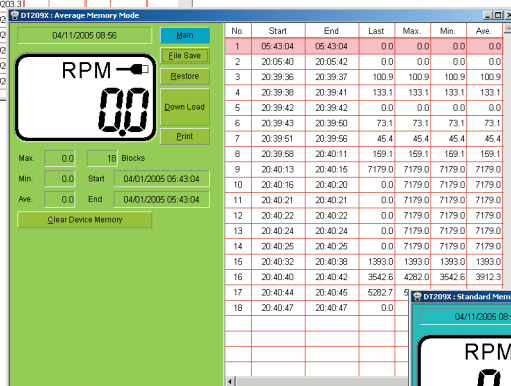 203.3
DT209X : Average Memory Mode
04/11/2005 08:56
Main
File Save
Restore
Down Load
Print
RPM
0.0
Max. 0.0 18 Blocks
Min. 0.0 Start 04/01/2005 05:43:04
Ave. 0.0 End 04/01/2005 05:43:04
Clear Device Memory
No. Start End Last Max. Min. Ave.
1 05:43:04 05:43:04 0.0 0.0 0.0 0.0
2 20:05:40 20:05:42 0.0 0.0 0.0 0.0
3 20:39:36 20:39:37 100.9 100.9 100.9 100.9
4 20:39:38 20:39:41 133.1 133.1 133.1 133.1
5 20:39:42 20:39:42 0.0 0.0 0.0 0.0
6 20:39:43 20:39:50 73.1 73.1 73.1 73.1
7 20:39:51 20:39:56 45.4 45.4 45.4 45.4
8 20:39:58 20:40:11 159.1 159.1 159.1 159.1
9 20:40:13 20:40:15 7179.0 7179.0 7179.0 7179.0
10 20:40:16 20:40:20 0.0 7179.0 7179.0 7179.0
11 20:40:21 20:40:21 0.0 7179.0 7179.0 7179.0
12 20:40:22 20:40:22 0.0 7179.0 7179.0 7179.0
13 20:40:24 20:40:24 0.0 7179.0 7179.0 7179.0
14 20:40:25 20:40:25 0.0 7179.0 7179.0 7179.0
15 20:40:32 20:40:38 1393.0 1393.0 1393.0 1393.0
16 20:40:40 20:40:42 3542.6 4282.0 3542.6 3912.3
17 20:40:44 20:40:45 5282.7 5
18 20:40:47 20:40:47 0.0
DT209X : Standard Mem
04/11/2005 08:
RPM